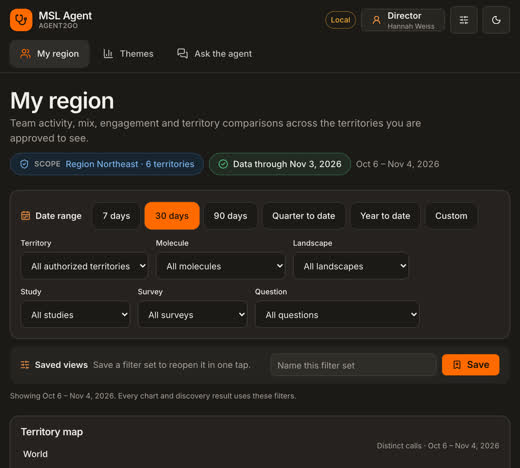 MSL Agent
AGENT2GO
Local
Director
Hannah Weiss
My region
Themes
Ask the agent
My region
Team activity, mix, engagement and territory comparisons across the territories you are
approved to see.
SCOPE Region Northeast · 6 territories
Data through Nov 3, 2026
Oct 6 – Nov 4, 2026
Date range
7 days
30 days
90 days
Quarter to date
Year to date
Custom
Territory
Molecule
Landscape
All authorized territories
All molecules
All landscapes
Study
Survey
Question
All studies
All surveys
All questions
Saved views Save a filter set to reopen it in one tap.
Name this filter set
Save
Showing Oct 6 – Nov 4, 2026. Every chart and discovery result uses these filters.
Territory map
Distinct calls · Oct 6 – Nov 4, 2026
World